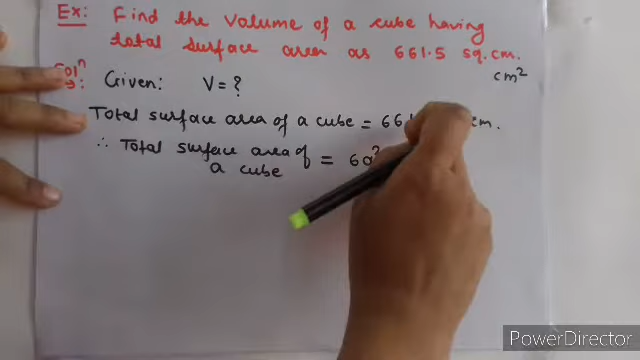 Ex: Find the volume of a cube having
total surface area as 661.5 sq.cm.
Solⁿ: Given: V = ? cm²
Total surface area of a cube = 66 cm.
∴ Total surface area of a cube = 6a²
PowerDirector